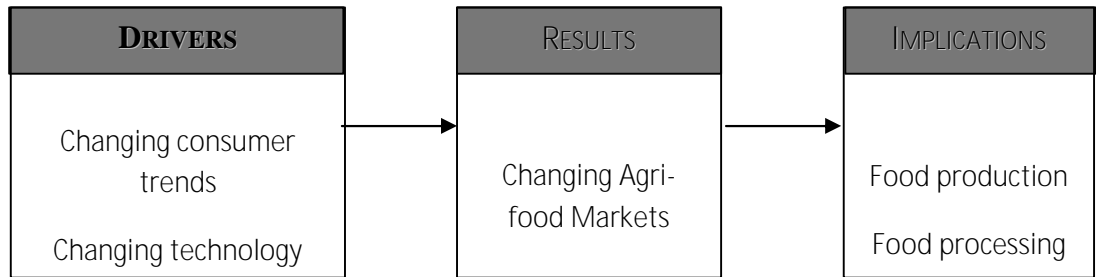 DRIVERS
Changing consumer
trends
Changing technology
RESULTS
Changing Agri-
food Markets
IMPLICATIONS
Food production
Food processing